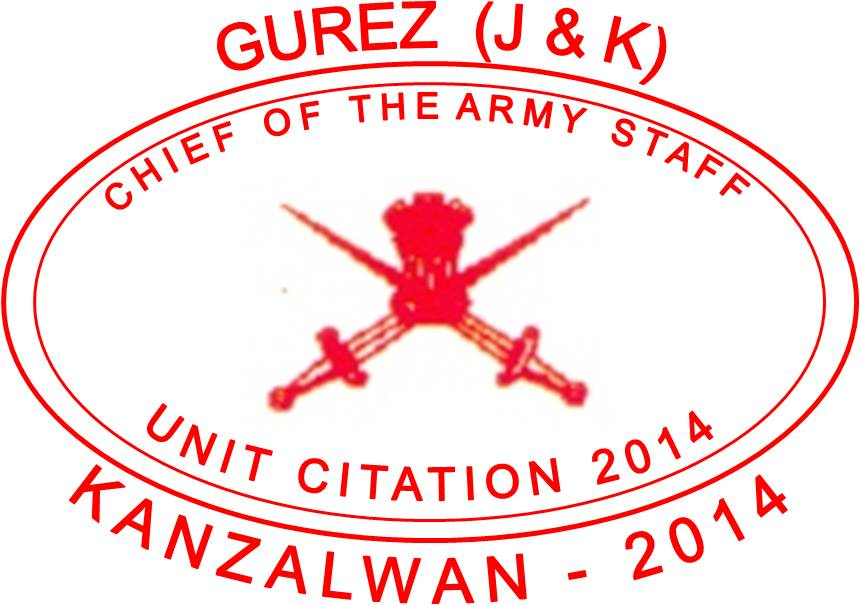 GUREZ (J & K)
CHIEF OF THE ARMY STAFF
UNIT CITATION 2014
KANZALWAN - 2014